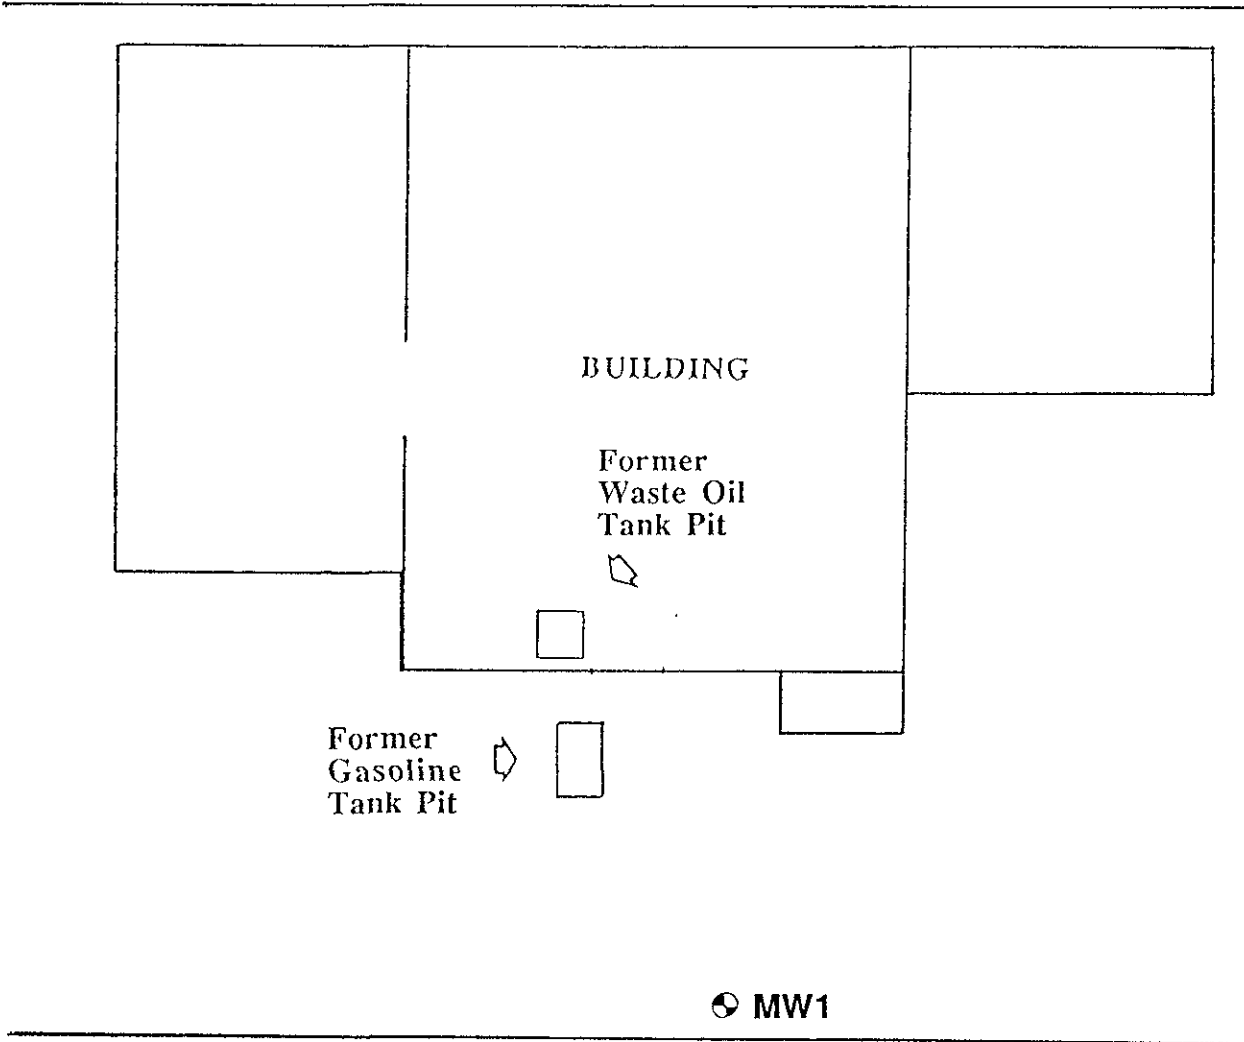 BUILDING
Former
Waste Oil
Tank Pit
Former
Gasoline
Tank Pit
MW1